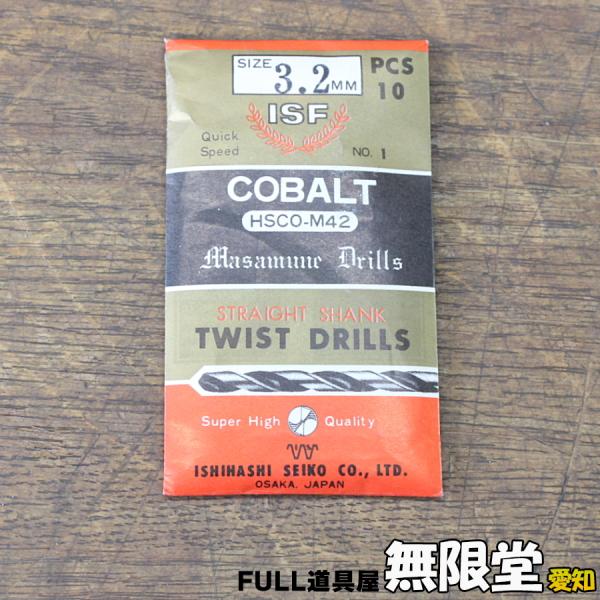 SIZE 3.2 MM PCS
10
ISF
Quick
Speed NO. 1
COBALT
HSCO-M42
Masamune Drills
STRAIGHT SHANK
TWIST DRILLS
Super High Quality
ISHIHASHI SEIKO CO., LTD.
OSAKA, JAPAN
FULL道具屋 無限堂 愛知